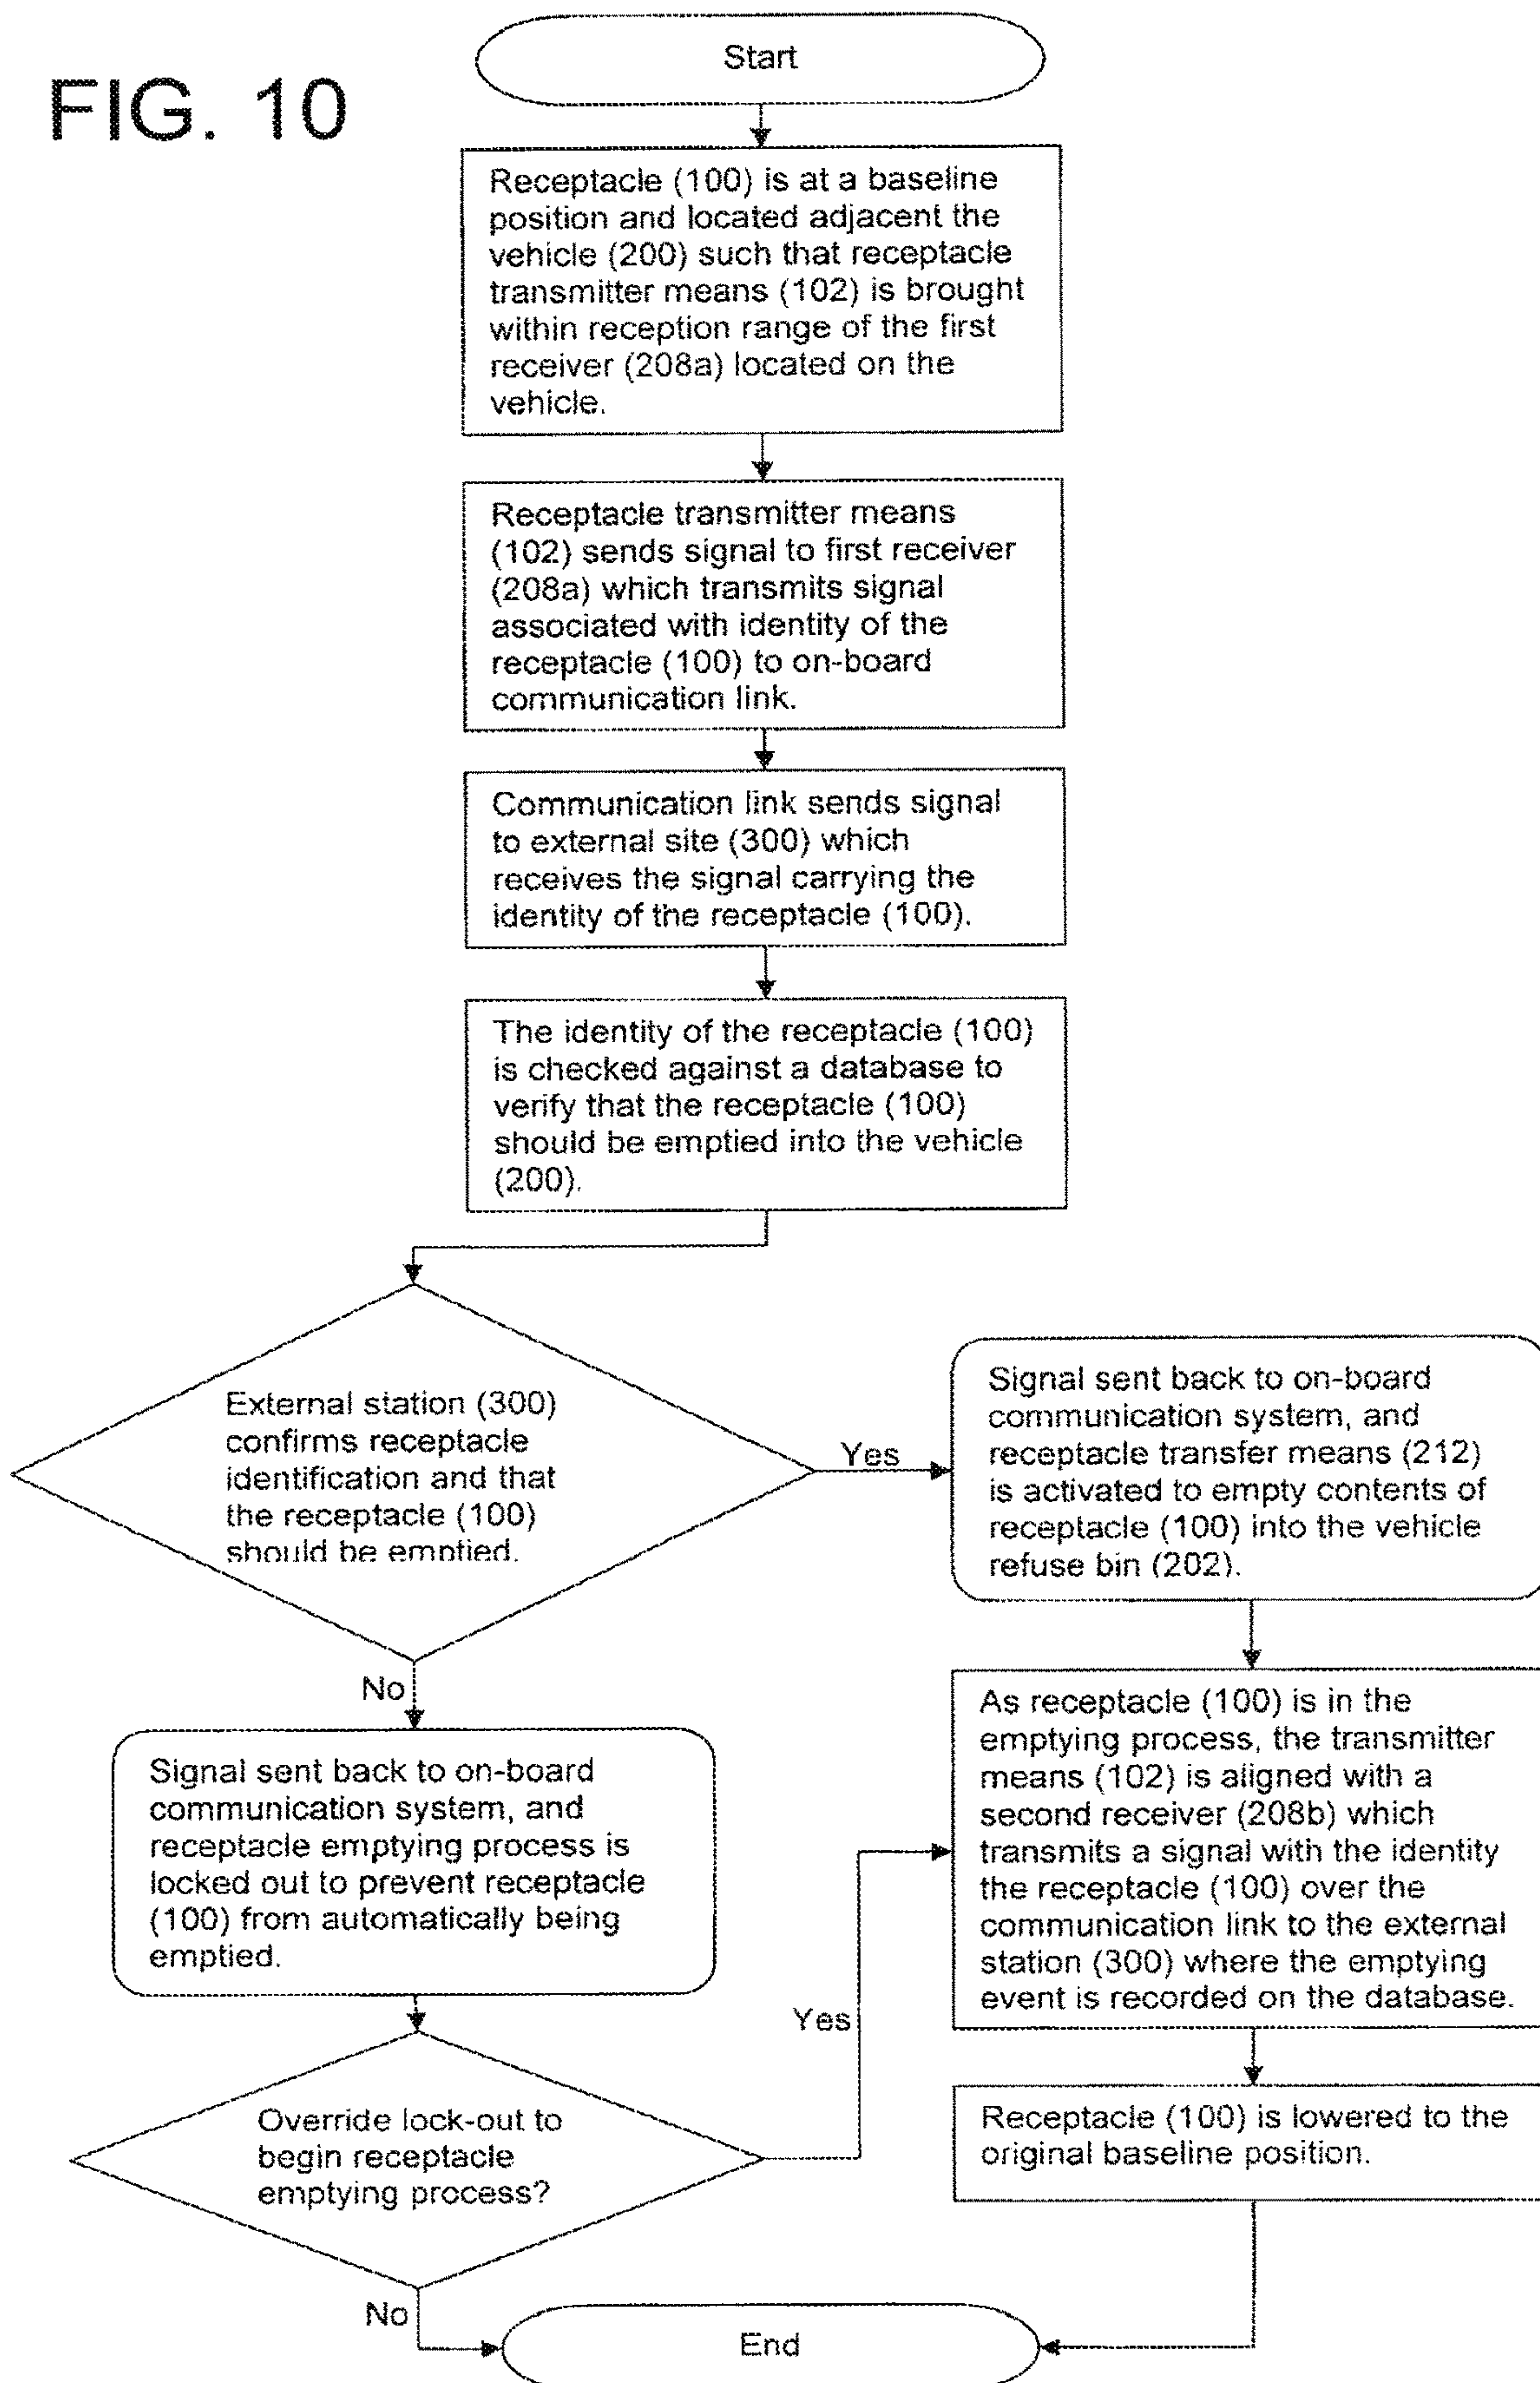 FIG. 10
Start
Receptacle (100) is at a baseline
position and located adjacent the
vehicle (200) such that receptacle
transmitter means (102) is brought
within reception range of the first
receiver (208a) located on the
vehicle.
Receptacle transmitter means
(102) sends signal to first receiver
(208a) which transmits signal
associated with identity of the
receptacle (100) to on-board
communication link.
Communication link sends signal
to external site (300) which
receives the signal carrying the
identity of the receptacle (100).
The identity of the receptacle (100)
is checked against a database to
verify that the receptacle (100)
should be emptied into the vehicle
(200).
External station (300)
confirms receptacle
identification and that
the receptacle (100)
should be emptied.
Yes
Signal sent back to on-board
communication system, and
receptacle transfer means (212)
is activated to empty contents of
receptacle (100) into the vehicle
refuse bin (202).
No
Signal sent back to on-board
communication system, and
receptacle emptying process is
locked out to prevent receptacle
(100) from automatically being
emptied.
As receptacle (100) is in the
emptying process, the transmitter
means (102) is aligned with a
second receiver (208b) which
transmits a signal with the identity
the receptacle (100) over the
communication link to the external
station (300) where the emptying
event is recorded on the database.
Yes
Override lock-out to
begin receptacle
emptying process?
Receptacle (100) is lowered to the
original baseline position.
No
End